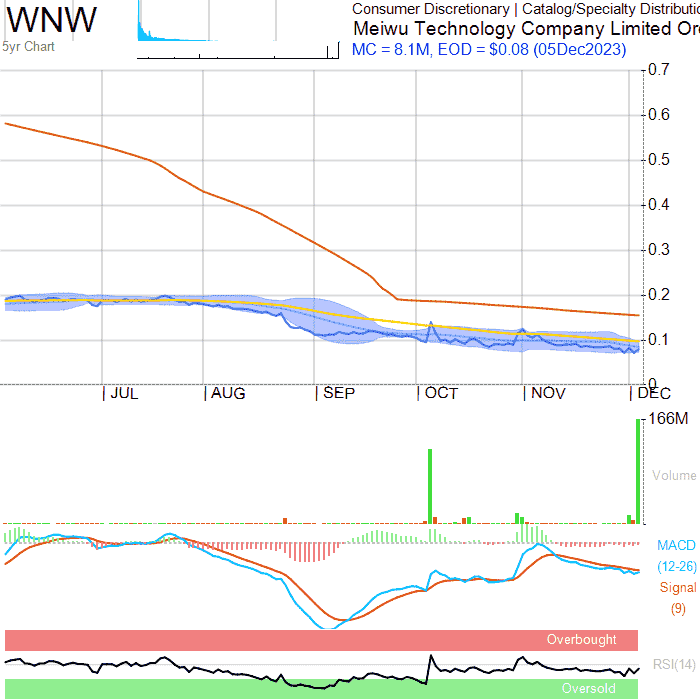 WNW
5yr Chart
Consumer Discretionary | Catalog/Specialty Distributio
Meiwu Technology Company Limited Or
MC = 8.1M, EOD = $0.08 (05Dec2023)
0.7
0.6
0.5
0.4
0.3
0.2
0.1
0
| JUL | AUG | SEP | OCT | NOV | DEC
166M
Volume
MACD
(12-26)
Signal
(9)
Overbought
RSI(14)
Oversold